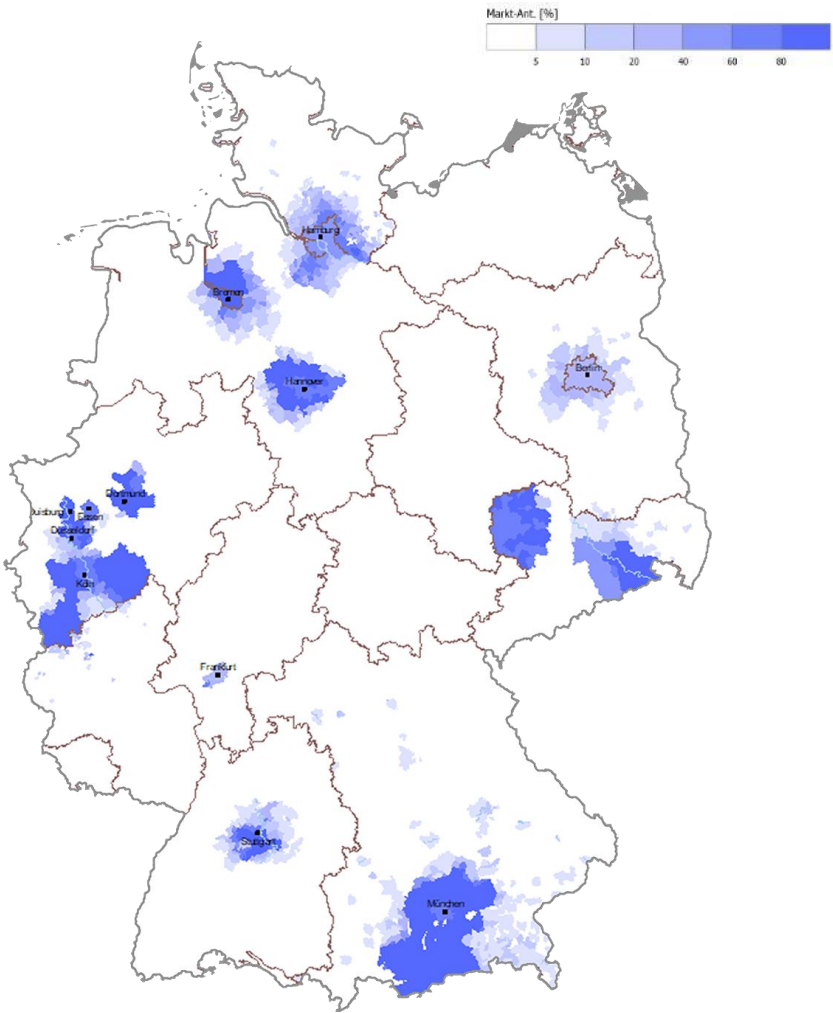 Markt-Ant. [%]
5 10 20 40 60 80
Hamburg
Bremen
Berlin
Hannover
Dortmund
Duisburg
Essen
Düsseldorf
Köln
Frankfurt
Stuttgart
München